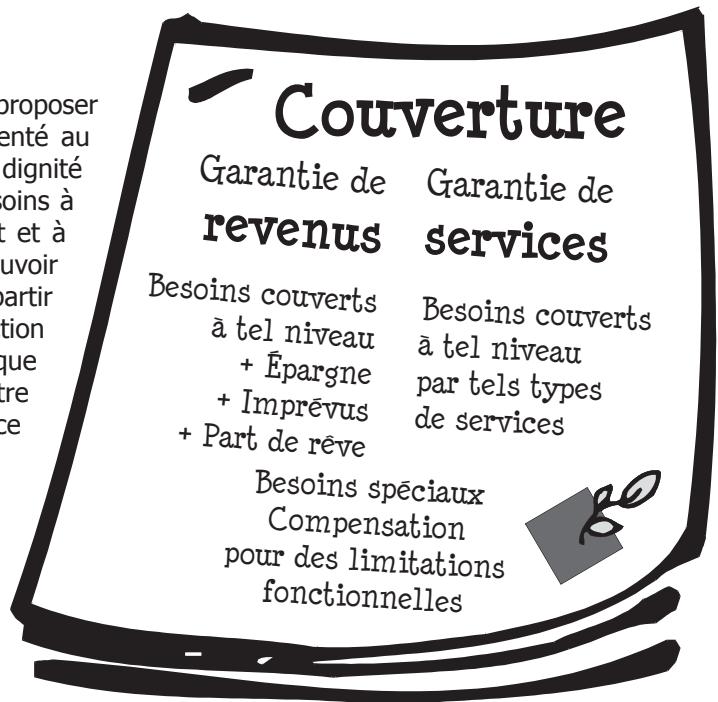 proposer
enté au
dignité
soins à
t et à
uvoir
partir
tion
que
tre
ce
Couverture
Garantie de
revenus
Besoins couverts
à tel niveau
+ Épargne
+ Imprévus
+ Part de rêve
Garantie de
services
Besoins couverts
à tel niveau
par tels types
de services
Besoins spéciaux
Compensation
pour des limitations
fonctionnelles